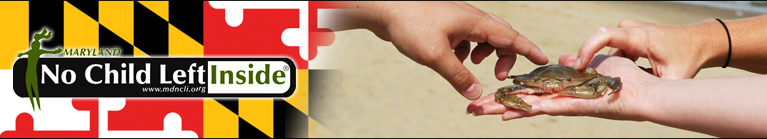 MARYLAND
No Child Left Inside®
www.mdncli.org